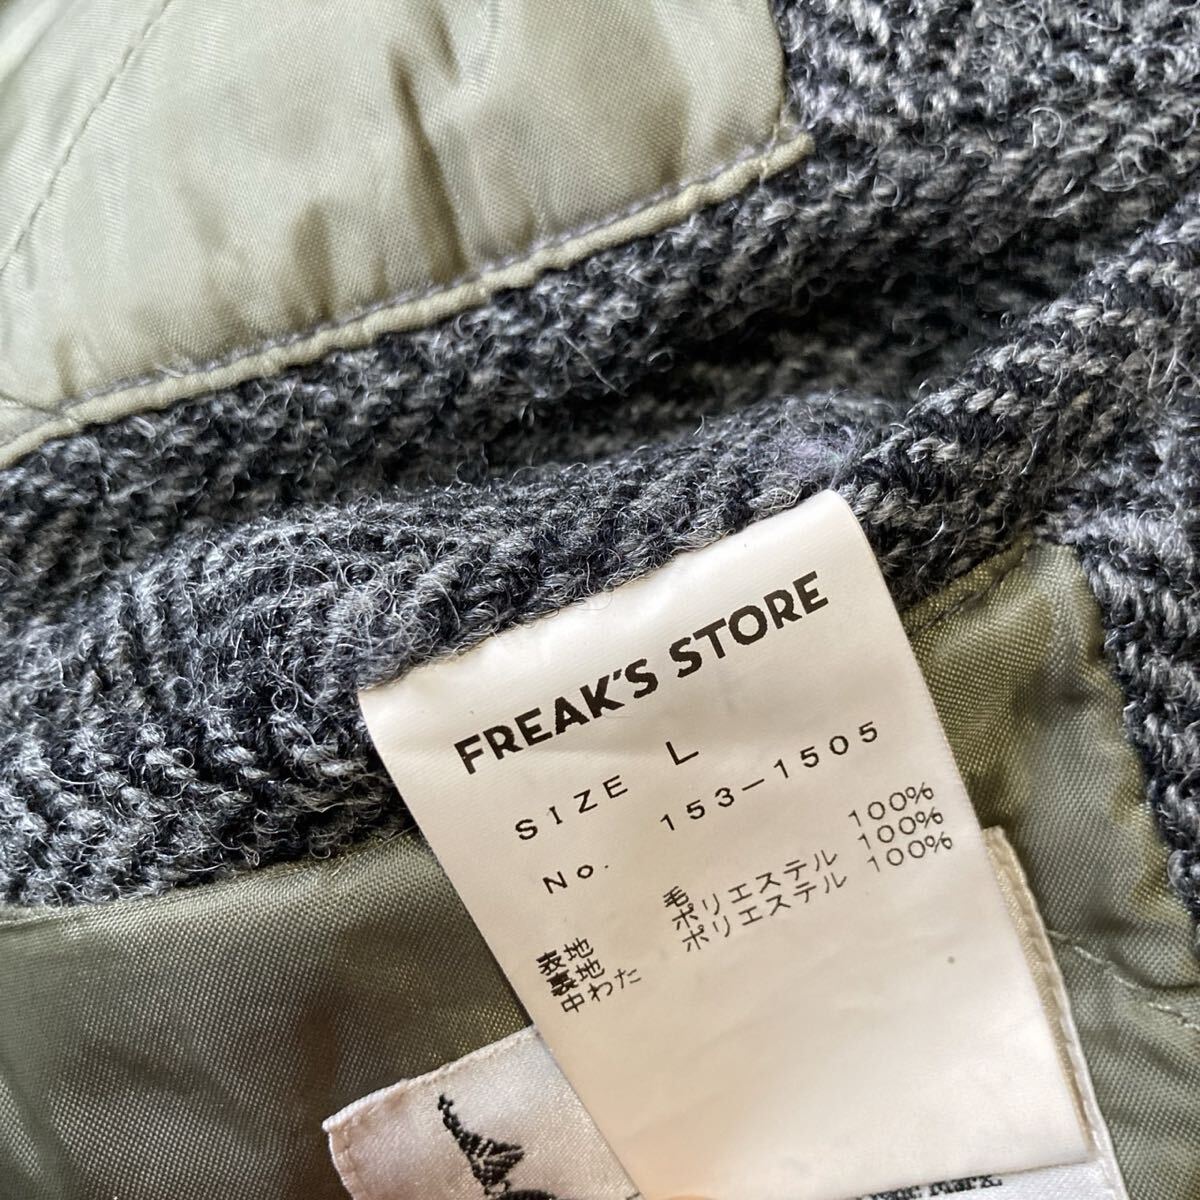 FREAK'S STORE
SIZE L
No. 153-1505
表地 毛 100%
裏地 ポリエステル 100%
中わた ポリエステル 100%
mark.